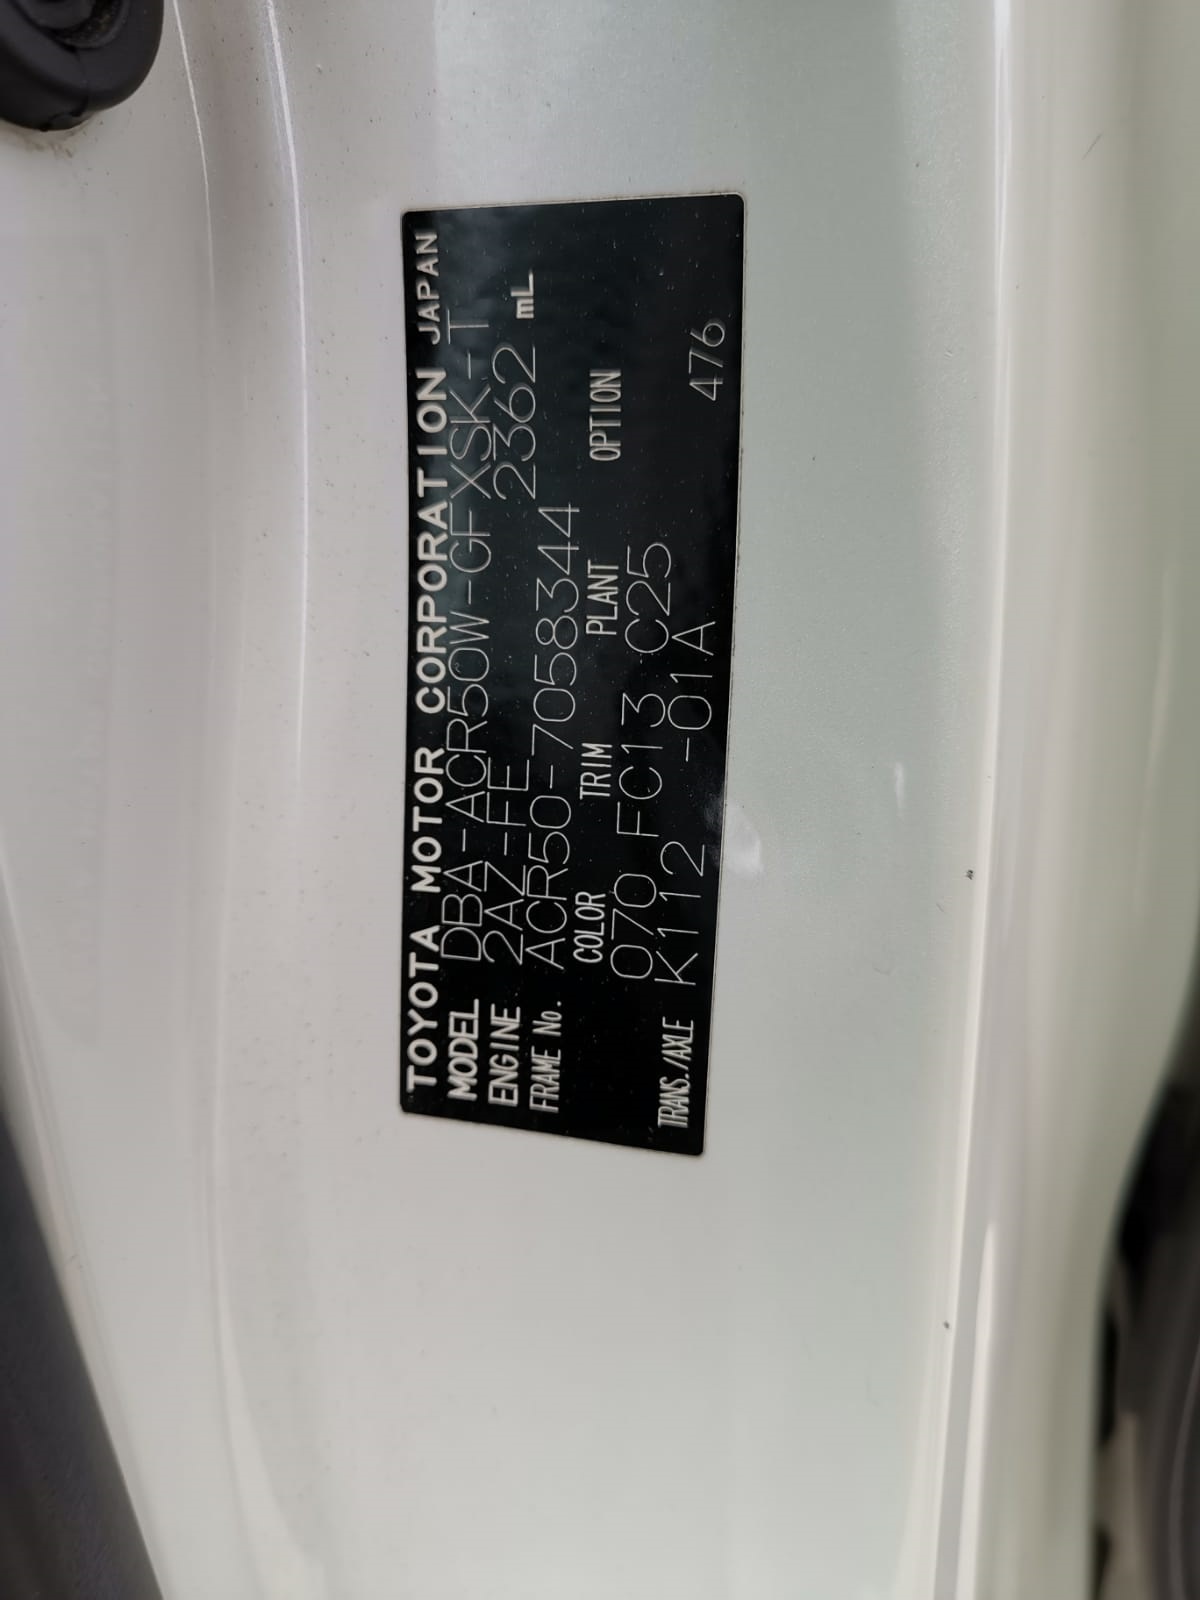 TOYOTA MOTOR CORPORATION JAPAN
MODEL DBA-ACR50W-GFXSK-T
ENGINE 2AZ-FE 2362 mL
FRAME No. ACR50-7058344
COLOR TRIM PLANT OPTION
070 FC13 C25
TRANS./AXLE K112 -01A 476